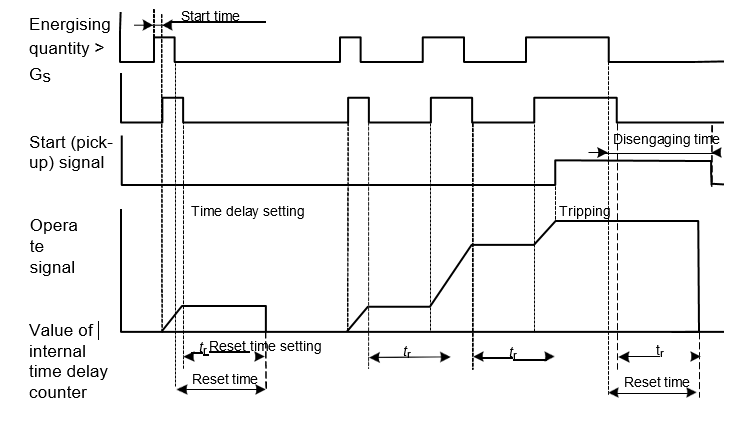 Energising
quantity >
Gs
Start time
Start (pick-
up) signal
Disengaging time
Time delay setting
Tripping
Opera
te
signal
Value of
internal
time delay
counter
tr Reset time setting
tr
tr
tr
Reset time
Reset time